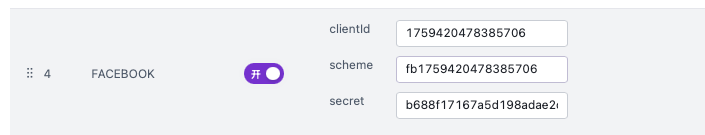 clientId 1759420478385706
4 FACEBOOK 开 scheme fb1759420478385706
secret b688f17167a5d198adae2